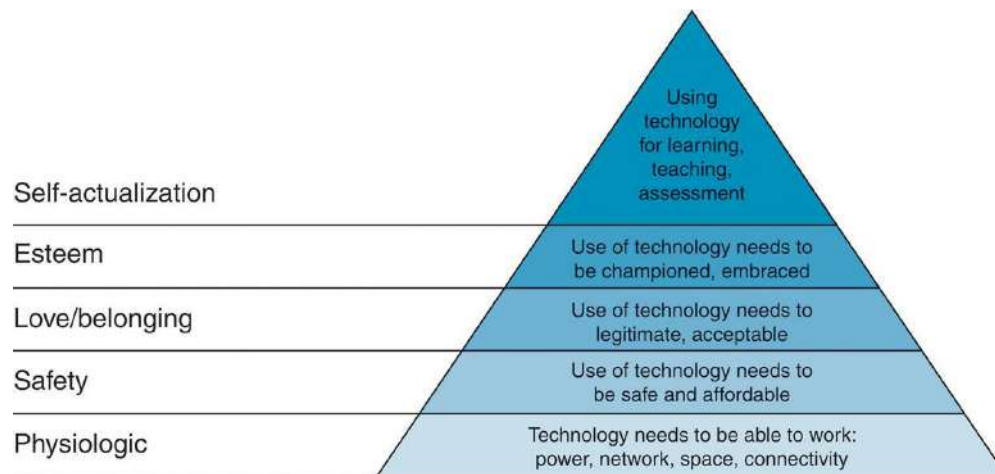 Using
technology
for learning,
teaching,
assessment
Self-actualization
Esteem
Use of technology needs to
be championed, embraced
Love/belonging
Use of technology needs to
legitimate, acceptable
Safety
Use of technology needs to
be safe and affordable
Physiologic
Technology needs to be able to work:
power, network, space, connectivity